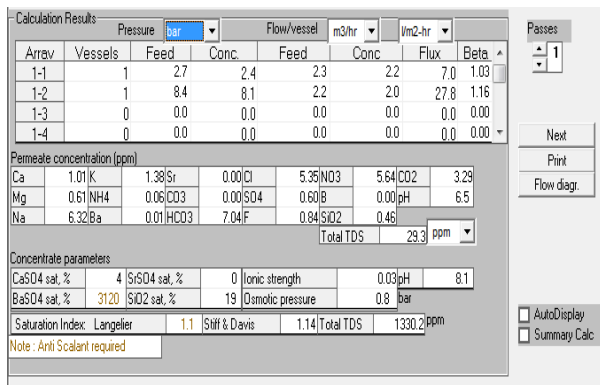 Calculation Results
Pressure bar Flow/vessel m3/hr l/m2-hr Passes
Array Vessels Feed Conc. Feed Conc Flux Beta 1
1-1 1 2.7 2.4 2.3 2.2 7.0 1.03
1-2 1 8.4 8.1 2.2 2.0 27.8 1.16
1-3 0 0.0 0.0 0.0 0.0 0.0 0.00
1-4 0 0.0 0.0 0.0 0.0 0.0 0.00
Next
Print
Flow diagr.
Permeate concentration (ppm)
Ca 1.01 K 1.38 Sr 0.00 Cl 5.35 NO3 5.64 CO2 3.29
Mg 0.61 NH4 0.06 CO3 0.00 SO4 0.60 B 0.00 pH 6.5
Na 6.32 Ba 0.01 HCO3 7.04 F 0.84 SiO2 0.46
Total TDS 29.3 ppm
Concentrate parameters
CaSO4 sat, % 4 SrSO4 sat, % 0 Ionic strength 0.03 pH 8.1
BaSO4 sat, % 3120 SiO2 sat, % 19 Osmotic pressure 0.8 bar
Saturation Index: Langelier 1.1 Stiff & Davis 1.14 Total TDS 1330.2 ppm
Note : Anti Scalant required
AutoDisplay
Summary Calc